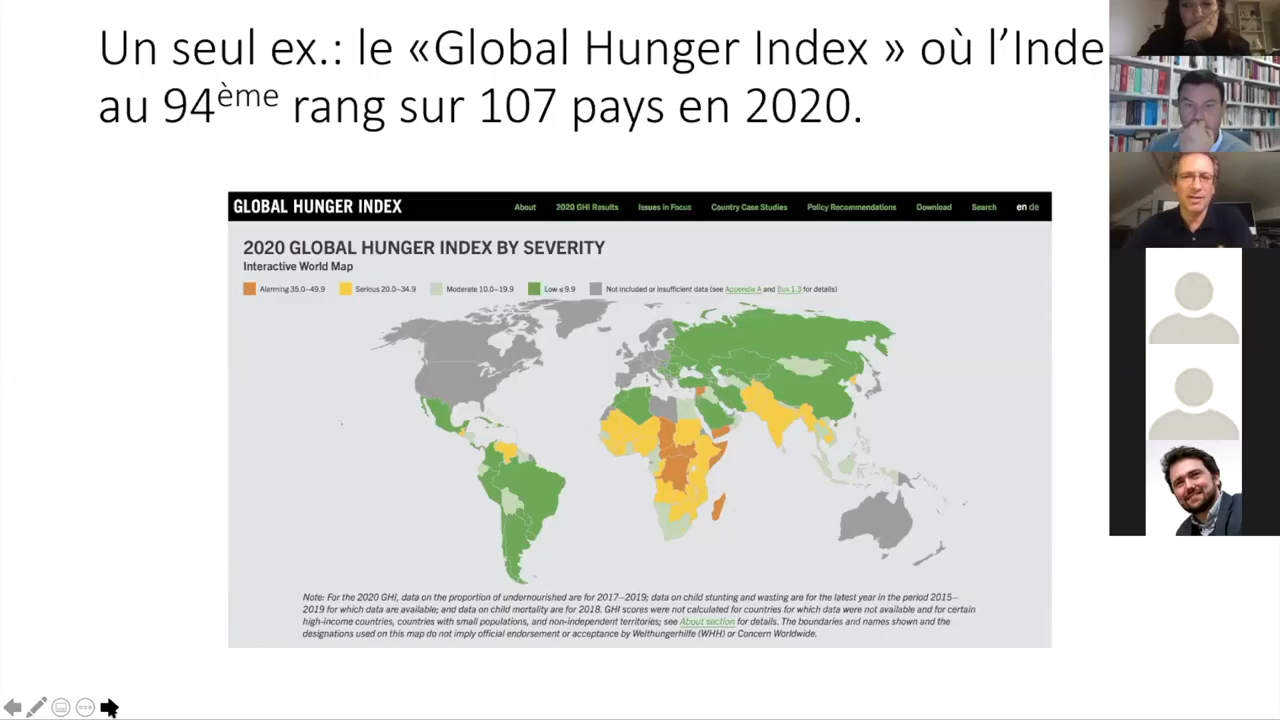 Un seul ex.: le «Global Hunger Index » où l’Inde
au 94ème rang sur 107 pays en 2020.
GLOBAL HUNGER INDEX
About 2020 GHI Results Issues in Focus Country Case Studies Policy Recommendations Download Search en de
2020 GLOBAL HUNGER INDEX BY SEVERITY
Interactive World Map
Alarming 35.0–49.9 Serious 20.0–34.9 Moderate 10.0–19.9 Low ≤ 9.9 Not included or insufficient data (see Appendix A and Box 1.3 for details)
Note: For the 2020 GHI, data on the proportion of undernourished are for 2017–2019; data on child stunting and wasting are for the latest year in the period 2015–
2019 for which data are available; and data on child mortality are for 2018. GHI scores were not calculated for countries for which data were not available and for certain
high-income countries, countries with small populations, and non-independent territories; see About section for details. The boundaries and names shown and the
designations used on this map do not imply official endorsement or acceptance by Welthungerhilfe (WHH) or Concern Worldwide.